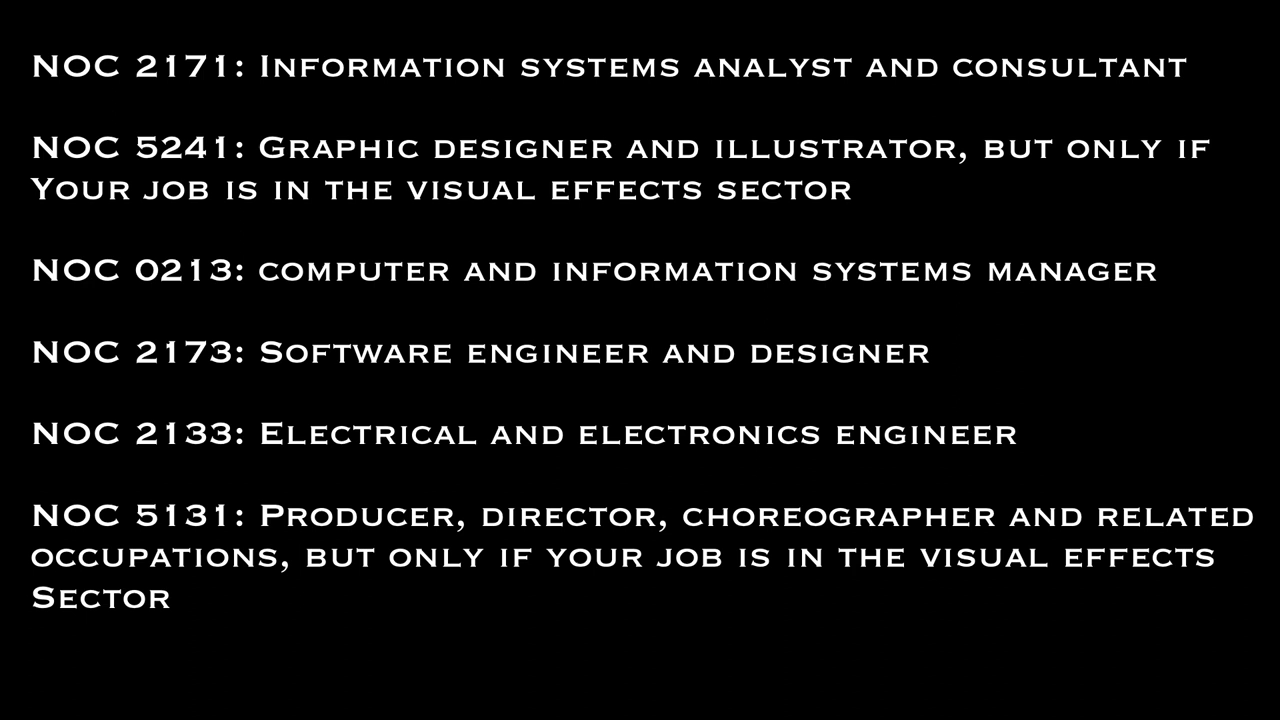 NOC 2171: Information systems analyst and consultant
NOC 5241: Graphic designer and illustrator, but only if
Your job is in the visual effects sector
NOC 0213: computer and information systems manager
NOC 2173: Software engineer and designer
NOC 2133: Electrical and electronics engineer
NOC 5131: Producer, director, choreographer and related
occupations, but only if your job is in the visual effects
Sector